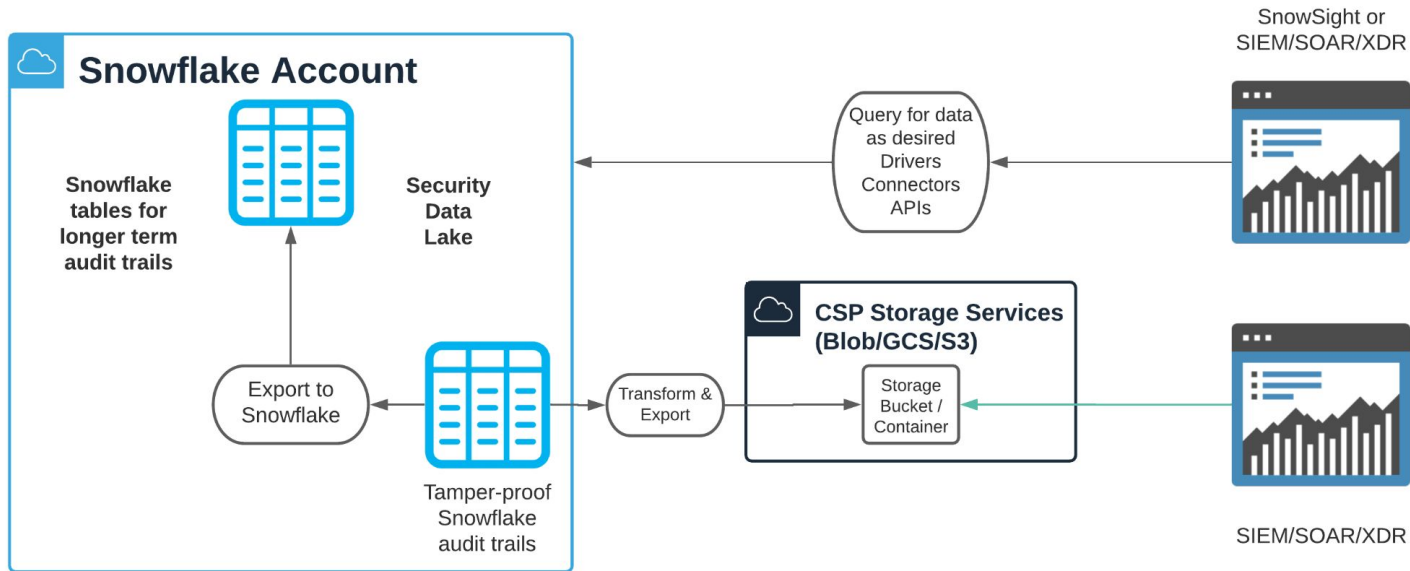 SnowSight or
SIEM/SOAR/XDR
Snowflake Account
Query for data
as desired
Drivers
Connectors
APIs
Snowflake
tables for
longer term
audit trails
Security
Data
Lake
CSP Storage Services
(Blob/GCS/S3)
Export to
Snowflake
Transform &
Export
Storage
Bucket /
Container
Tamper-proof
Snowflake
audit trails
SIEM/SOAR/XDR